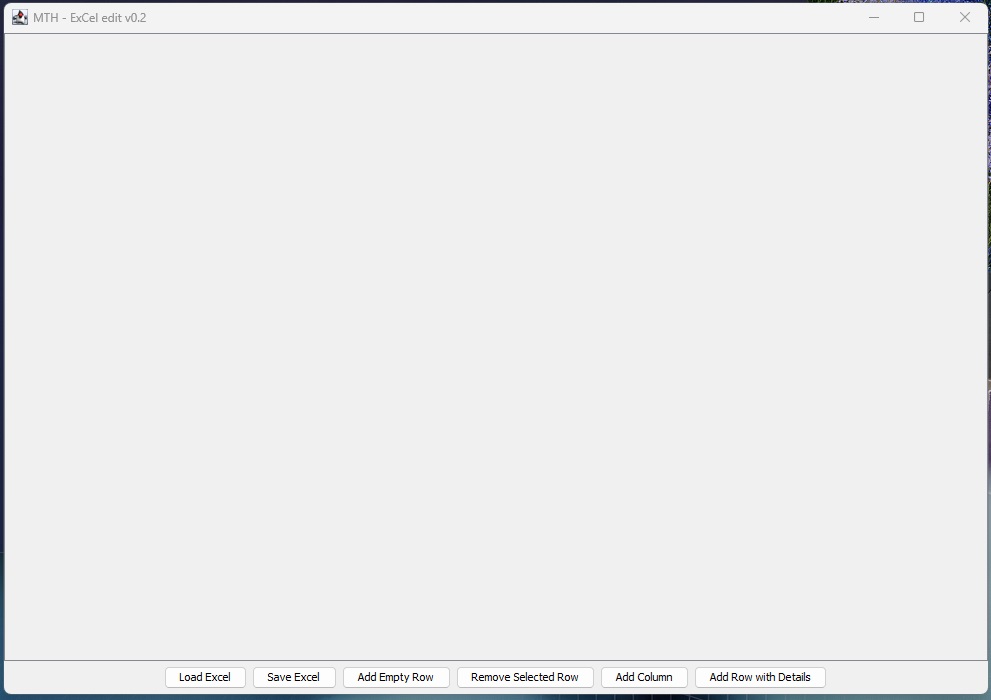 MTH - ExCel edit v0.2
Load Excel
Save Excel
Add Empty Row
Remove Selected Row
Add Column
Add Row with Details